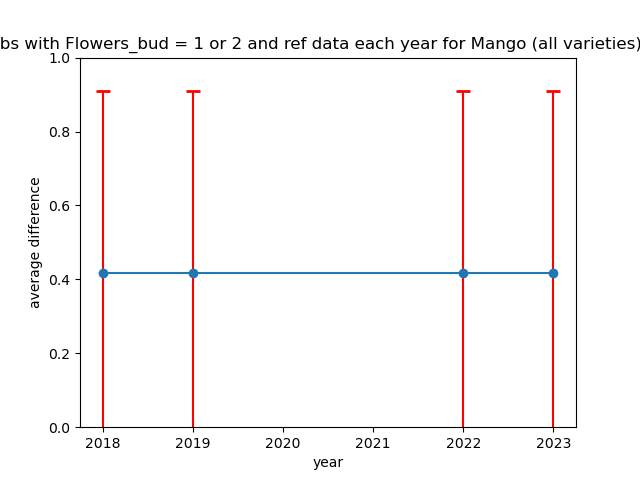 bs with Flowers_bud = 1 or 2 and ref data each year for Mango (all varieties)
1.0
0.8
0.6
0.4
0.2
0.0
average difference
2018 2019 2020 2021 2022 2023
year